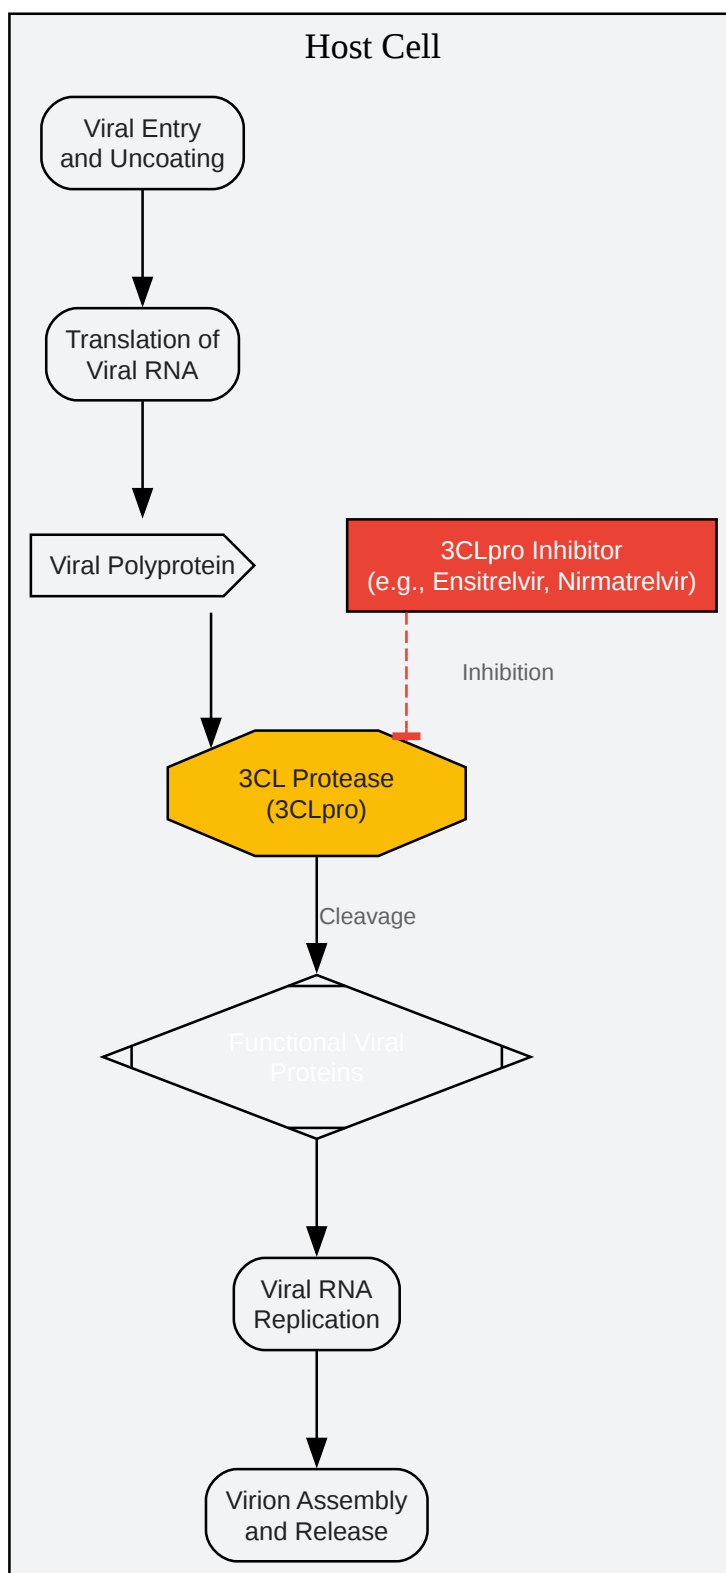 Host Cell
Viral Entry
and Uncoating
Translation of
Viral RNA
Viral Polyprotein
3CLpro Inhibitor
(e.g., Ensitrelvir, Nirmatrelvir)
Inhibition
3CL Protease
(3CLpro)
Cleavage
Functional Viral
Proteins
Viral RNA
Replication
Virion Assembly
and Release